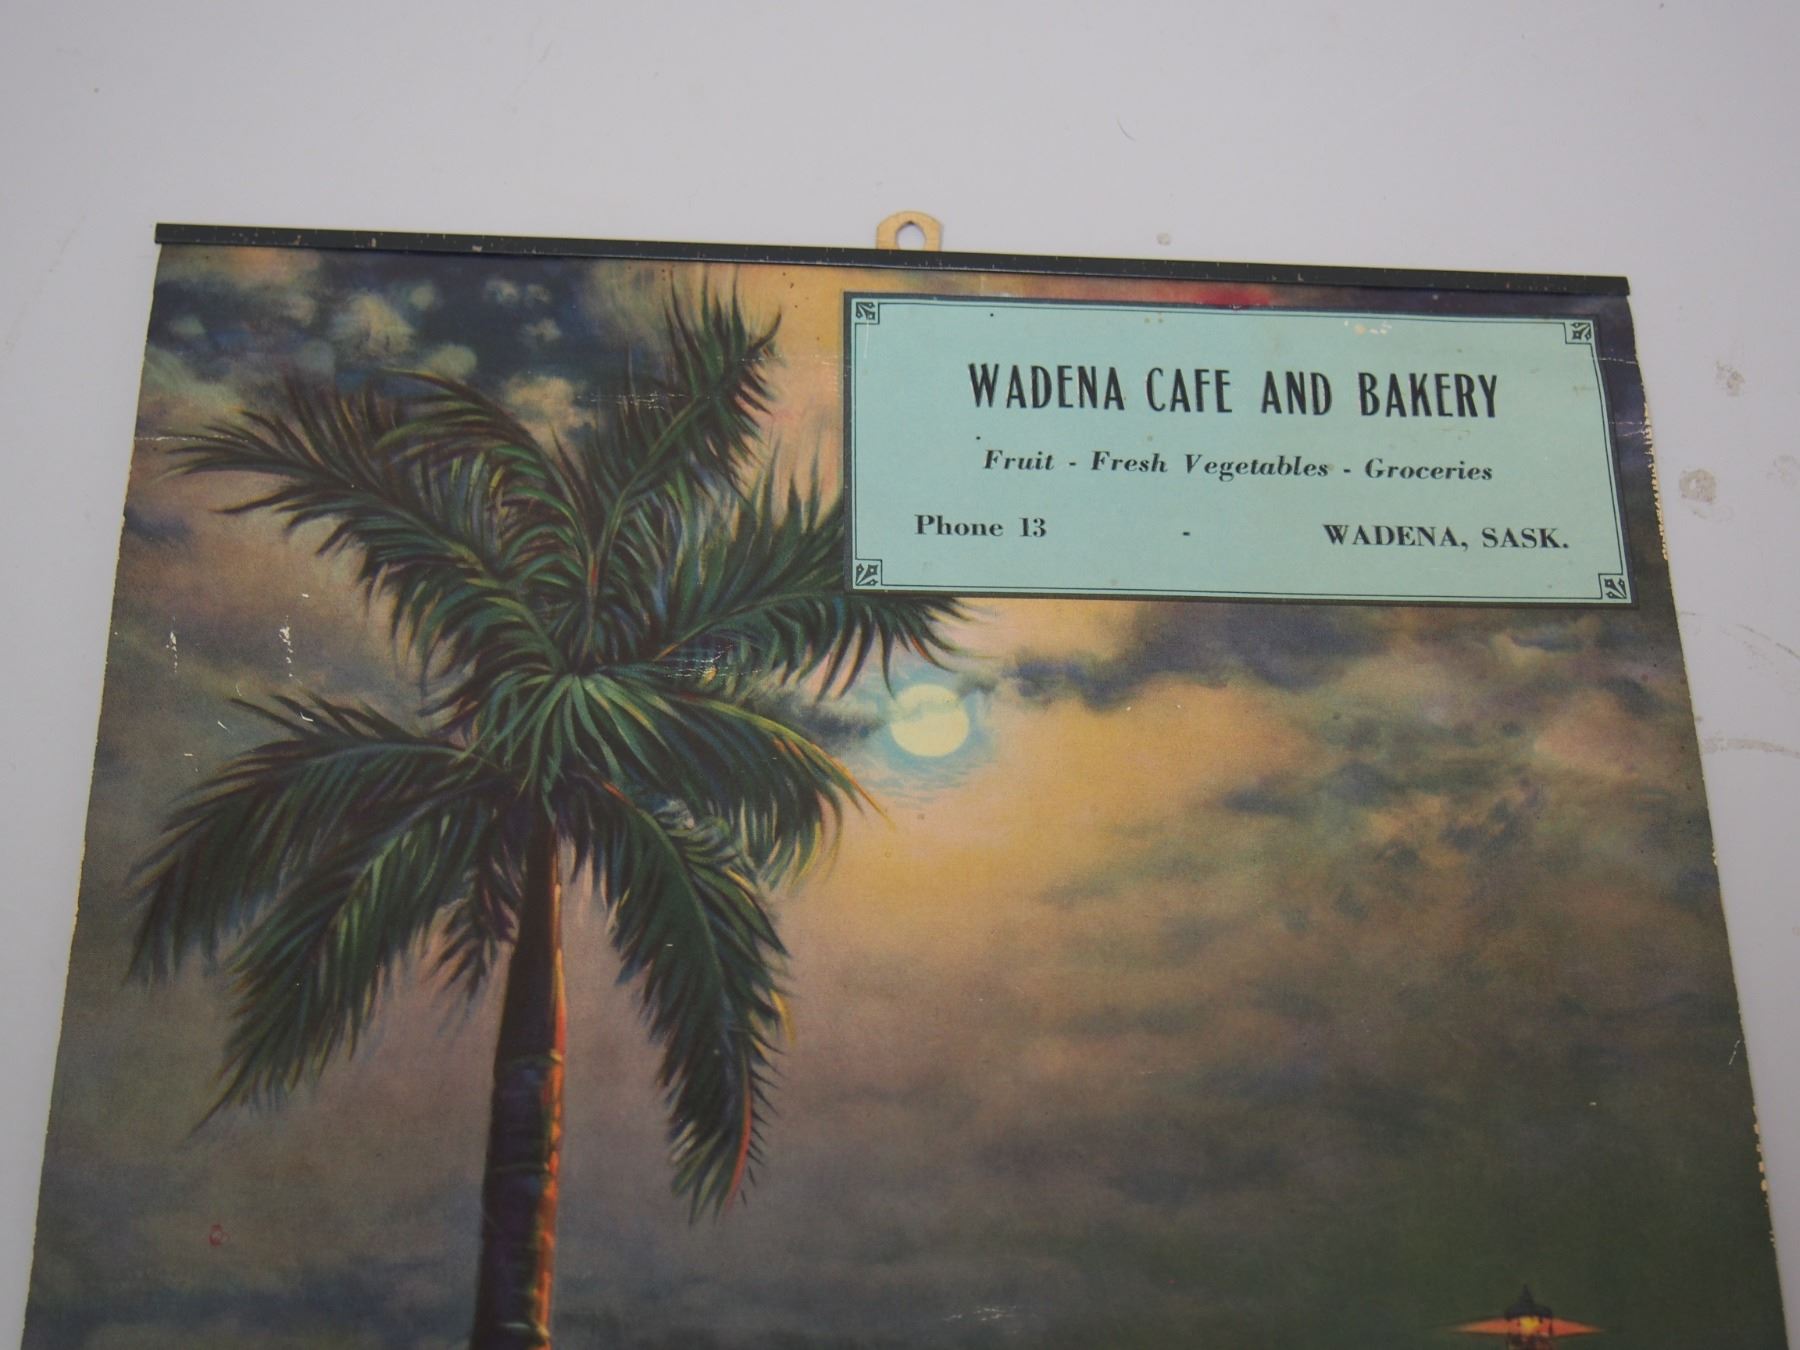 WADENA CAFE AND BAKERY
Fruit - Fresh Vegetables - Groceries
Phone 13 - WADENA, SASK.